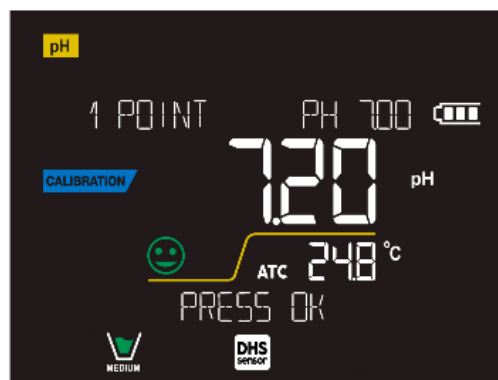 pH
1 POINT PH 7.00
CALIBRATION 7.20 pH
ATC 24.8 °C
PRESS OK
MEDIUM DHS sensor